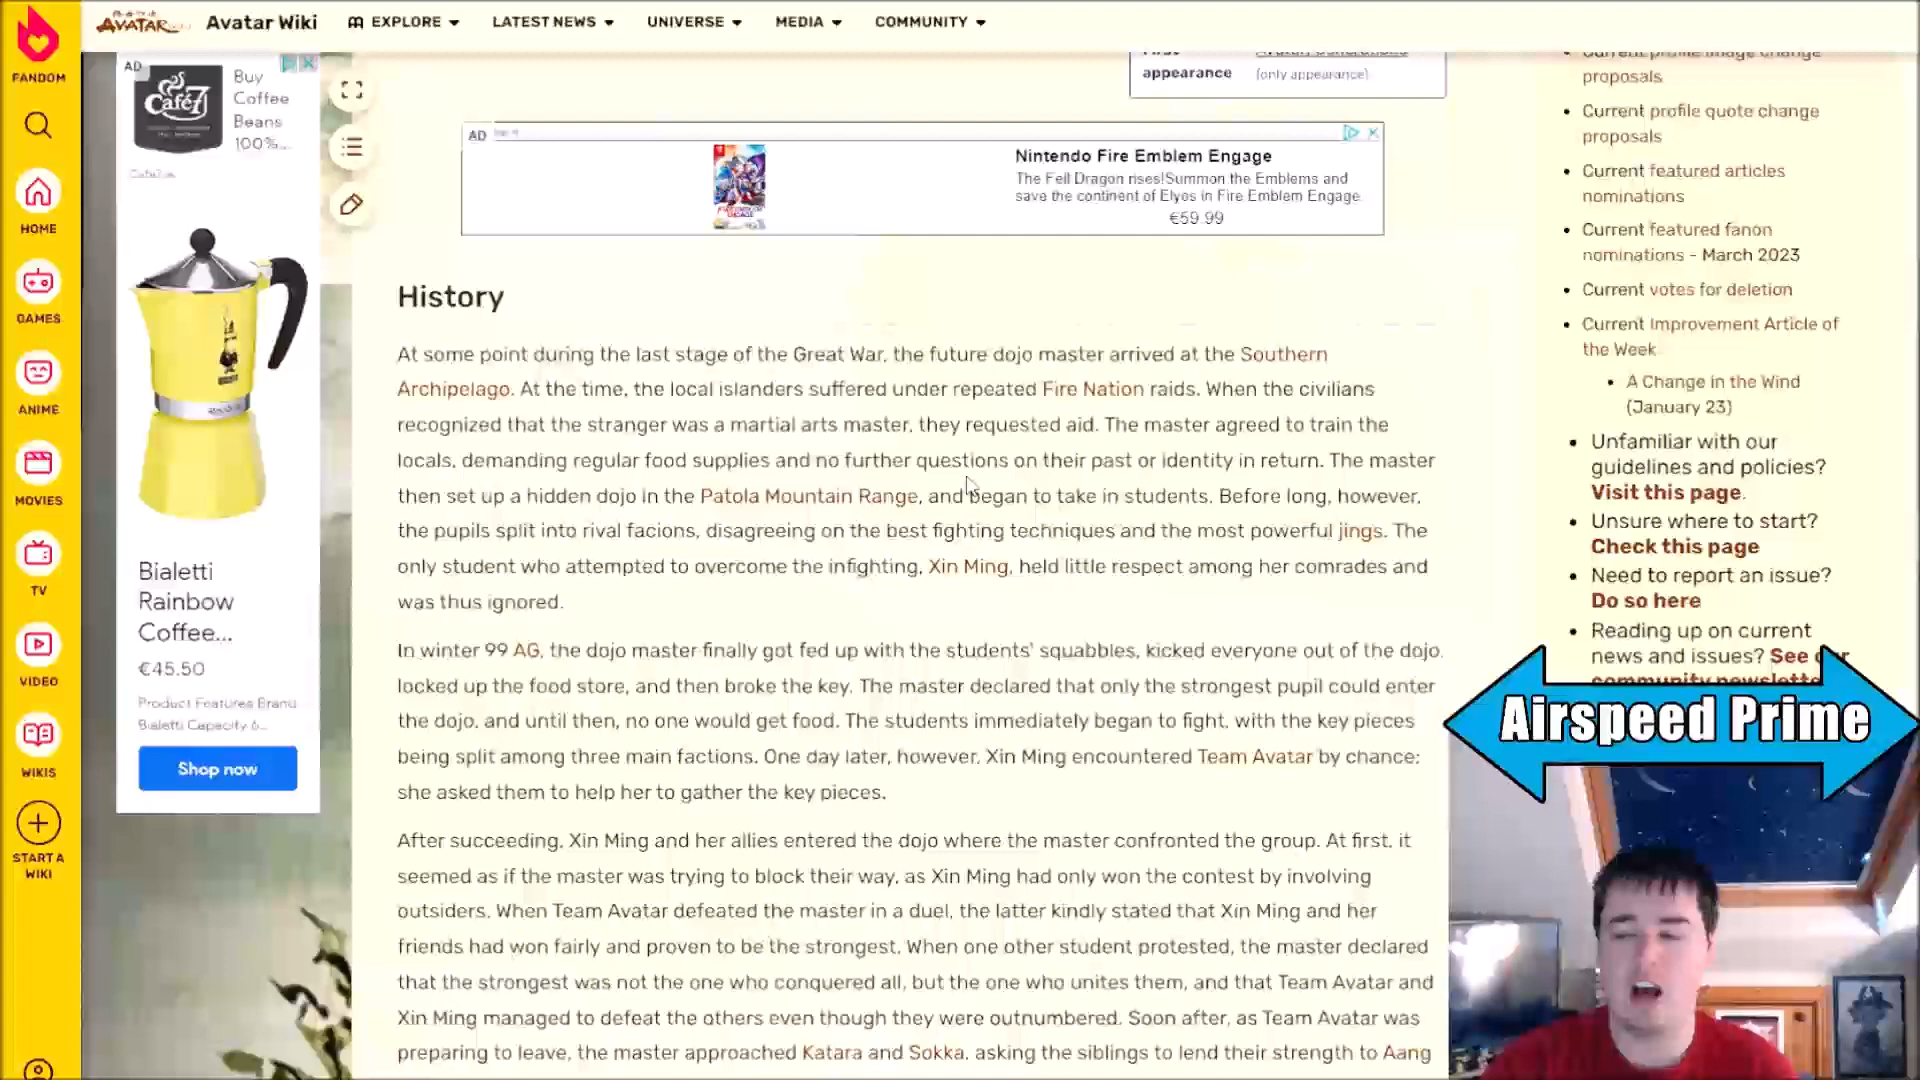 AVATAR
Avatar Wiki
EXPLORE
LATEST NEWS
UNIVERSE
MEDIA
COMMUNITY
FANDOM
HOME
GAMES
ANIME
MOVIES
TV
VIDEO
WIKIS
START A
WIKI
AD
Café7
Buy
Coffee
Beans
100%...
Bialetti
Rainbow
Coffee...
€45.50
Product Features Brand
Bialetti Capacity 6...
Shop now
appearance
(only appearance)
AD
Nintendo Fire Emblem Engage
The Fell Dragon rises!Summon the Emblems and
save the continent of Elyos in Fire Emblem Engage.
€59.99
History
At some point during the last stage of the Great War, the future dojo master arrived at the Southern
Archipelago. At the time, the local islanders suffered under repeated Fire Nation raids. When the civilians
recognized that the stranger was a martial arts master, they requested aid. The master agreed to train the
locals, demanding regular food supplies and no further questions on their past or identity in return. The master
then set up a hidden dojo in the Patola Mountain Range, and began to take in students. Before long, however,
the pupils split into rival facions, disagreeing on the best fighting techniques and the most powerful jings. The
only student who attempted to overcome the infighting, Xin Ming, held little respect among her comrades and
was thus ignored.
In winter 99 AG, the dojo master finally got fed up with the students' squabbles, kicked everyone out of the dojo,
locked up the food store, and then broke the key. The master declared that only the strongest pupil could enter
the dojo, and until then, no one would get food. The students immediately began to fight, with the key pieces
being split among three main factions. One day later, however, Xin Ming encountered Team Avatar by chance;
she asked them to help her to gather the key pieces.
After succeeding, Xin Ming and her allies entered the dojo where the master confronted the group. At first, it
seemed as if the master was trying to block their way, as Xin Ming had only won the contest by involving
outsiders. When Team Avatar defeated the master in a duel, the latter kindly stated that Xin Ming and her
friends had won fairly and proven to be the strongest. When one other student protested, the master declared
that the strongest was not the one who conquered all, but the one who unites them, and that Team Avatar and
Xin Ming managed to defeat the others even though they were outnumbered. Soon after, as Team Avatar was
preparing to leave, the master approached Katara and Sokka, asking the siblings to lend their strength to Aang
Current profile image change
proposals
Current profile quote change
proposals
Current featured articles
nominations
Current featured fanon
nominations - March 2023
Current votes for deletion
Current Improvement Article of
the Week
A Change in the Wind
(January 23)
Unfamiliar with our
guidelines and policies?
Visit this page.
Unsure where to start?
Check this page
Need to report an issue?
Do so here
Reading up on current
news and issues? See our
community newslette
Airspeed Prime